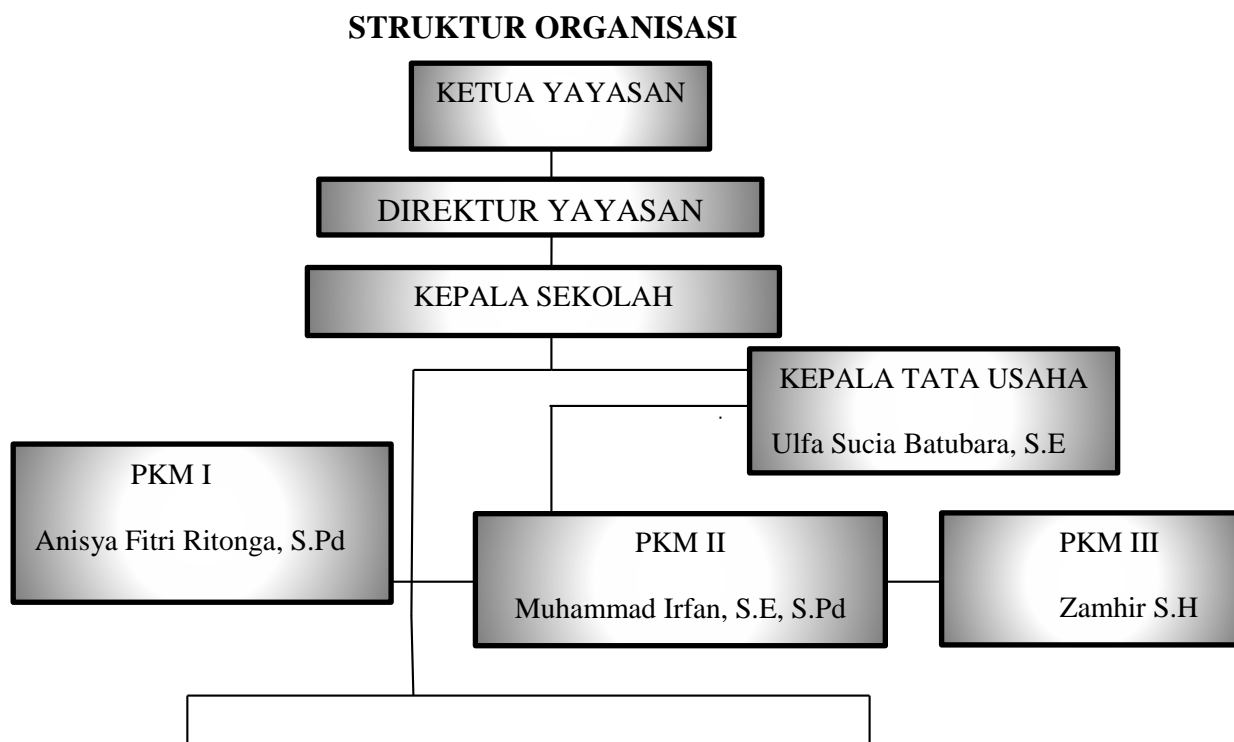 STRUKTUR ORGANISASI
KETUA YAYASAN
DIREKTUR YAYASAN
KEPALA SEKOLAH
KEPALA TATA USAHA
Ulfa Sucia Batubara, S.E
PKM I
Anisya Fitri Ritonga, S.Pd
PKM II
Muhammad Irfan, S.E, S.Pd
PKM III
Zamhir S.H